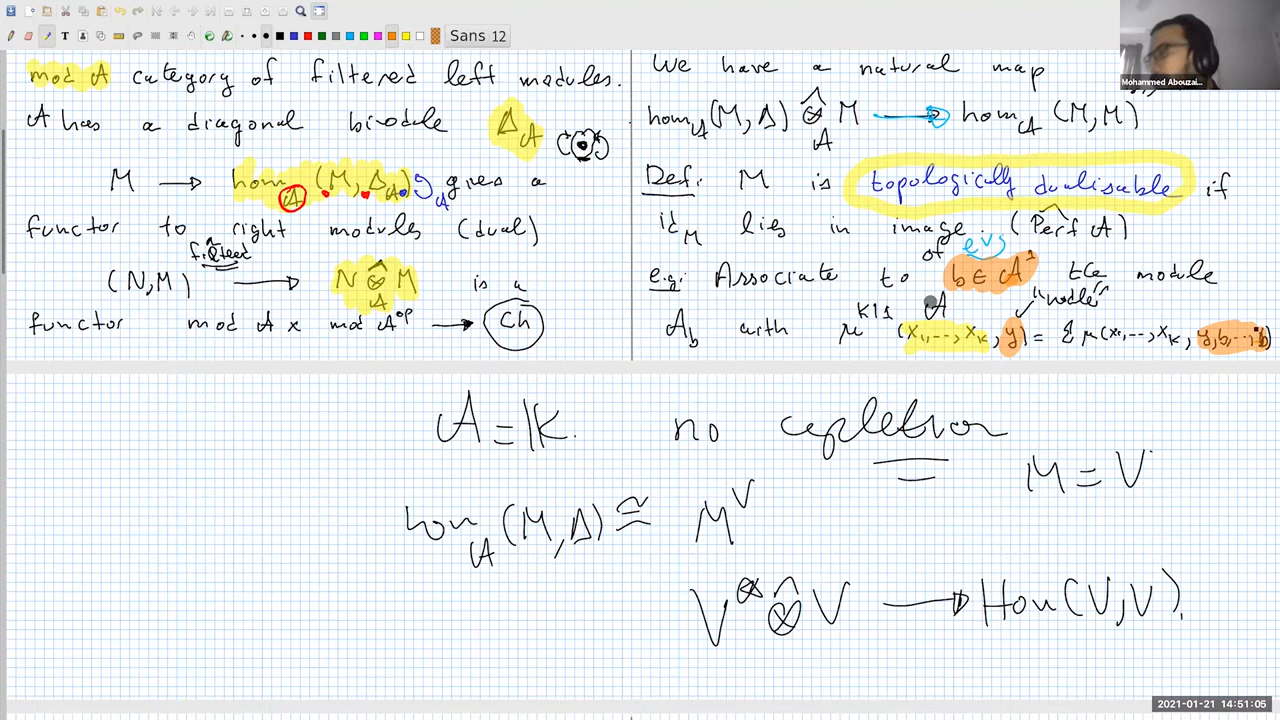 Sans 12
Mohammed Abouzai...
mod A category of filtered left modules.
A has a diagonal bimodule Δ_A
M → hom_A (M, Δ_A) gives a
functor to right modules (dual)
filtered
(N,M) → N ⊗̂_A M is a
functor mod A × mod A^op → Ch
We have a natural map
hom_A(M,Δ) ⊗̂_A M → hom_A (M,M)
Def: M is topologically dualisable if
id_M lies in image. (Perf A)
of ev
e.g: Associate to b ∈ A^1 the module
"nodles"
A_b with μ^{k|1} (x_1,...,x_k, y) = Σ μ(x_1,...,x_k, y,b,...,b)
A = 𝕜. no completion
M = V
hom_A (M,Δ) ≅ M^∨
V^* ⊗̂ V → Hom(V,V).
2021-01-21 14:51:05